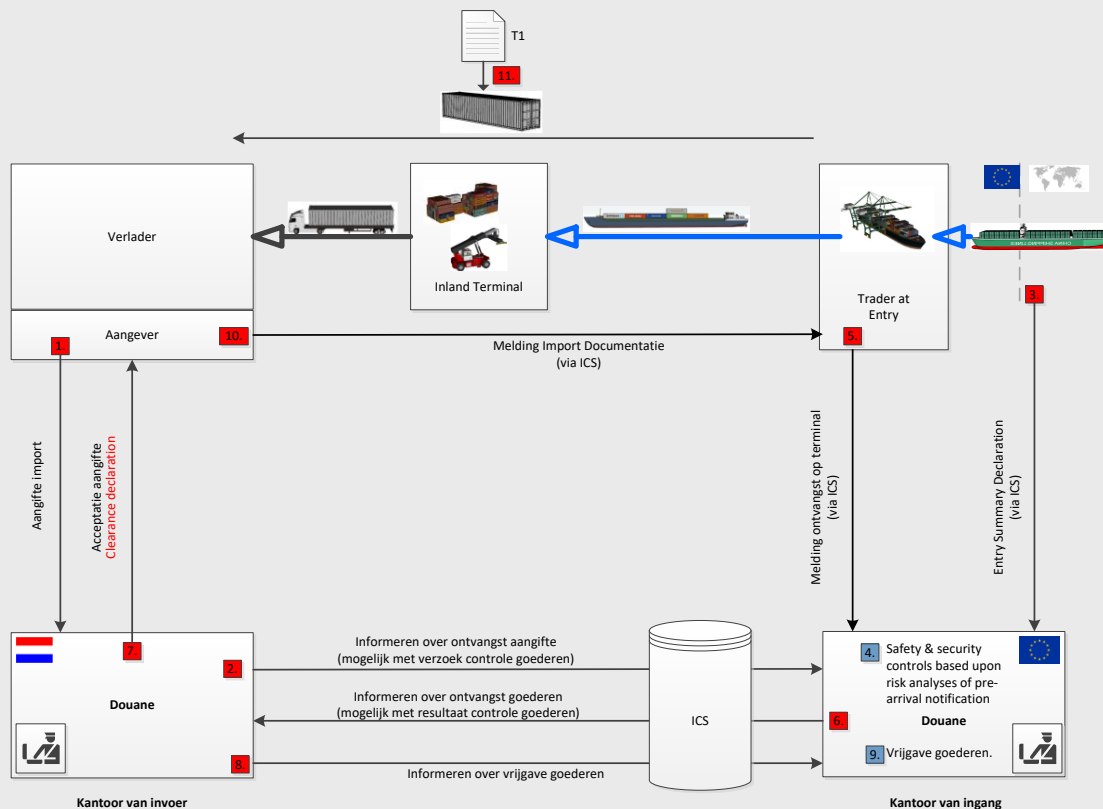 T1
11.
Verlader
Inland Terminal
Trader at
Entry
3.
Aangever
1.
10.
5.
Melding Import Documentatie
(via ICS)
Aangifte import
Acceptatie aangifte
Clearance declaration
Melding ontvangst op terminal
(via ICS)
Entry Summary Declaration
(via ICS)
7.
2.
Douane
8.
Informeren over ontvangst aangifte
(mogelijk met verzoek controle goederen)
Informeren over ontvangst goederen
(mogelijk met resultaat controle goederen)
Informeren over vrijgave goederen
ICS
4.
Safety & security
controls based upon
risk analyses of pre-
arrival notification
6.
Douane
9.
Vrijgave goederen.
Kantoor van invoer
Kantoor van ingang